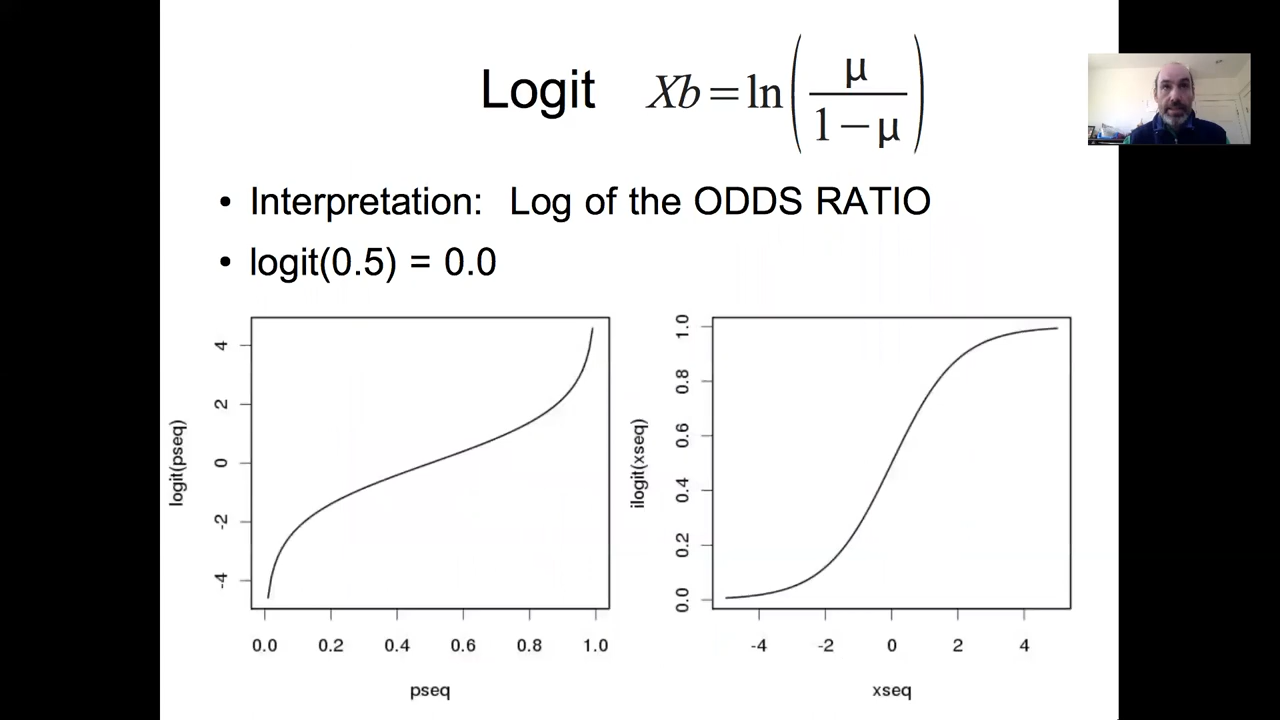 Logit Xb=ln(μ/(1−μ))
• Interpretation: Log of the ODDS RATIO
• logit(0.5) = 0.0
logit(pseq)
4
2
0
-2
-4
0.0 0.2 0.4 0.6 0.8 1.0
pseq
ilogit(xseq)
1.0
0.8
0.6
0.4
0.2
0.0
-4 -2 0 2 4
xseq